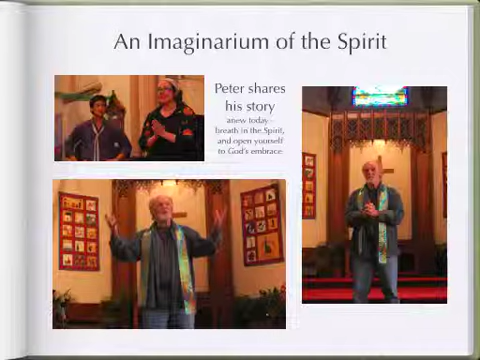 An Imaginarium of the Spirit
Peter shares
his story
anew today -
breath in the Spirit,
and open yourself
to God's embrace